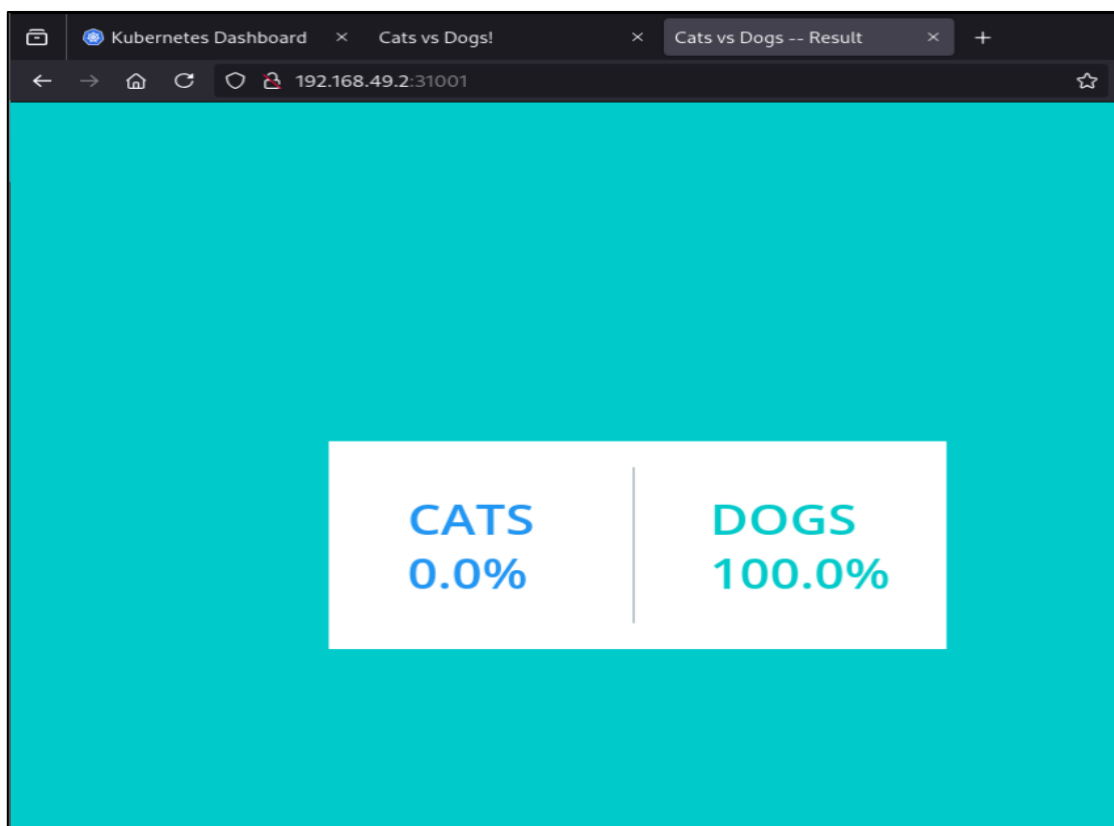 Kubernetes Dashboard
Cats vs Dogs!
Cats vs Dogs -- Result
192.168.49.2:31001
CATS
0.0%
DOGS
100.0%